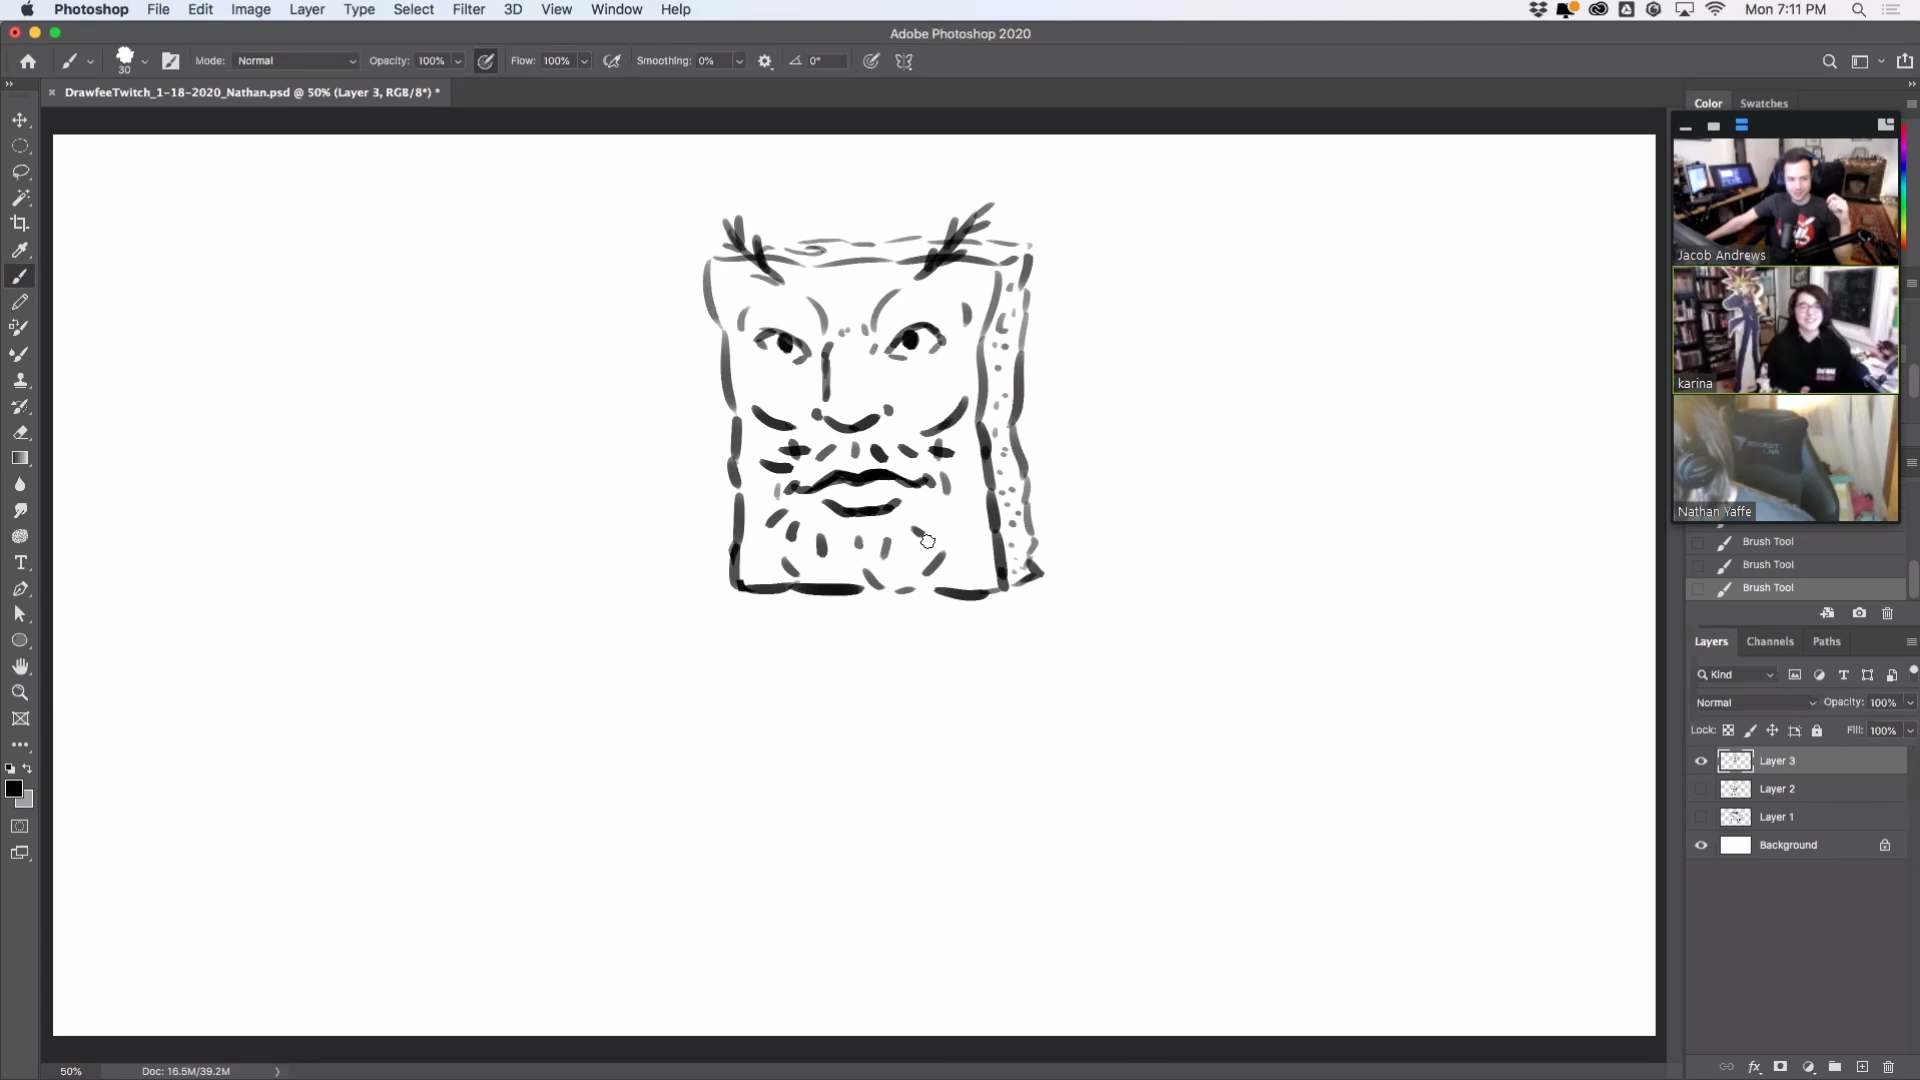 Photoshop File Edit Image Layer Type Select Filter 3D View Window Help Mon 7:11 PM
Adobe Photoshop 2020
30 Mode: Normal Opacity: 100% Flow: 100% Smoothing: 0% 0°
DrawfeeTwitch_1-18-2020_Nathan.psd @ 50% (Layer 3, RGB/8*) *
Color Swatches
Jacob Andrews
karina
Nathan Yaffe
Brush Tool
Brush Tool
Brush Tool
Layers Channels Paths
Kind
Normal Opacity: 100%
Lock: Fill: 100%
Layer 3
Layer 2
Layer 1
Background
50% Doc: 16.5M/39.2M
fx